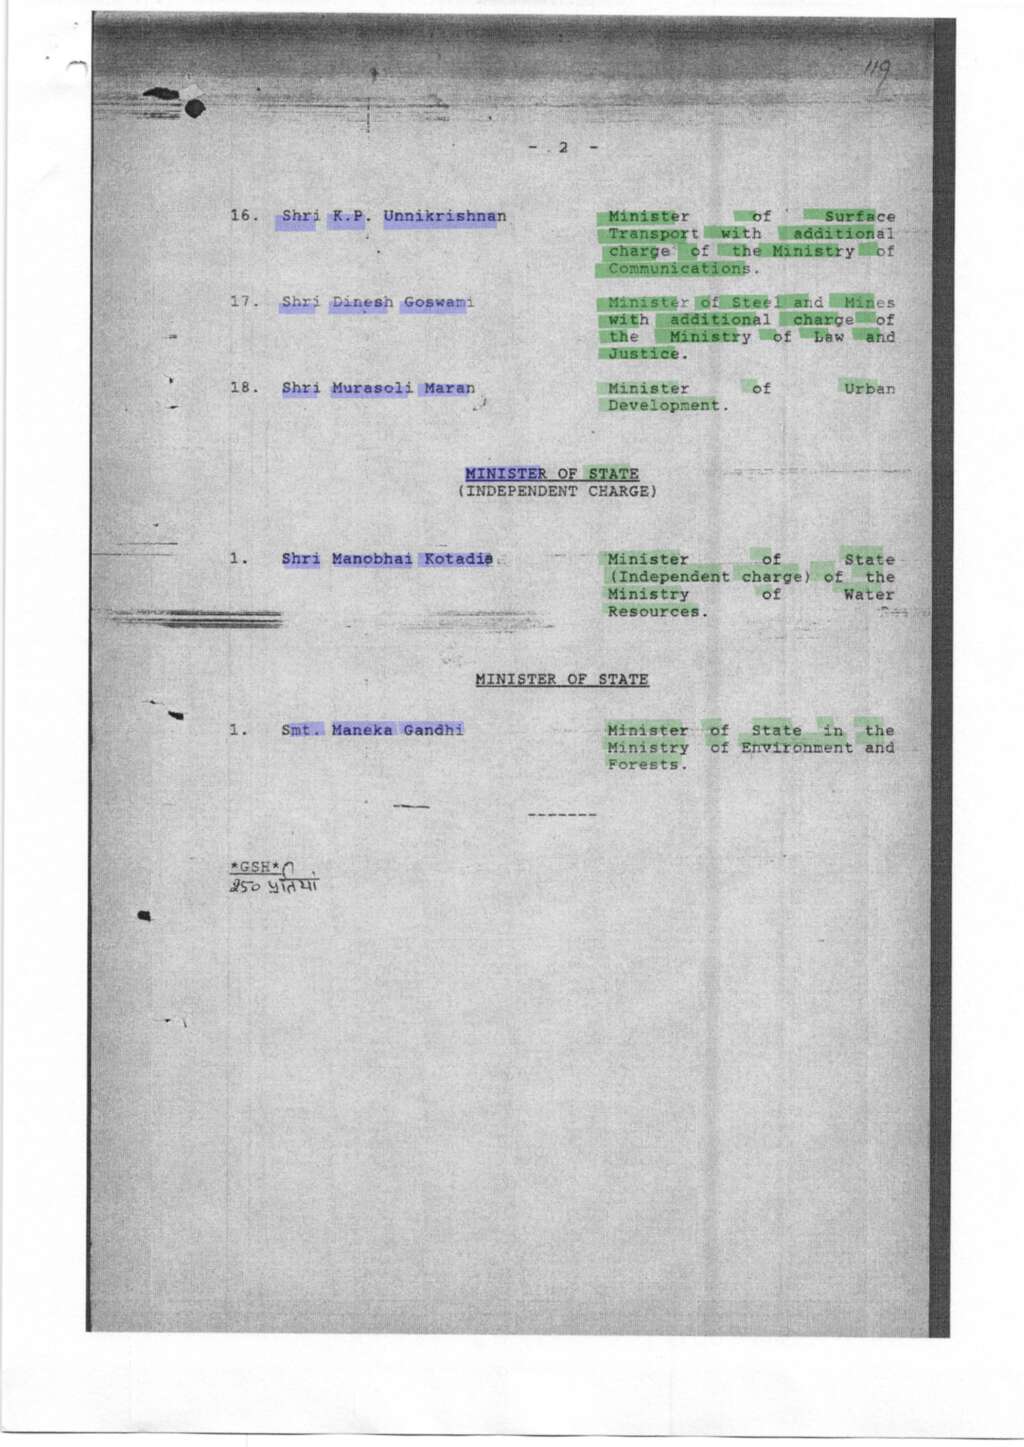 119
- 2 -
16. Shri K.P. Unnikrishnan Minister of Surface
Transport with additional
charge of the Ministry of
Communications.
17. Shri Dinesh Goswami Minister of Steel and Mines
with additional charge of
the Ministry of Law and
Justice.
18. Shri Murasoli Maran Minister of Urban
Development.
MINISTER OF STATE
(INDEPENDENT CHARGE)
1. Shri Manobhai Kotadia Minister of State
(Independent charge) of the
Ministry of Water
Resources.
MINISTER OF STATE
1. Smt. Maneka Gandhi Minister of State in the
Ministry of Environment and
Forests.
-------
*GSH*
250 प्रतियां